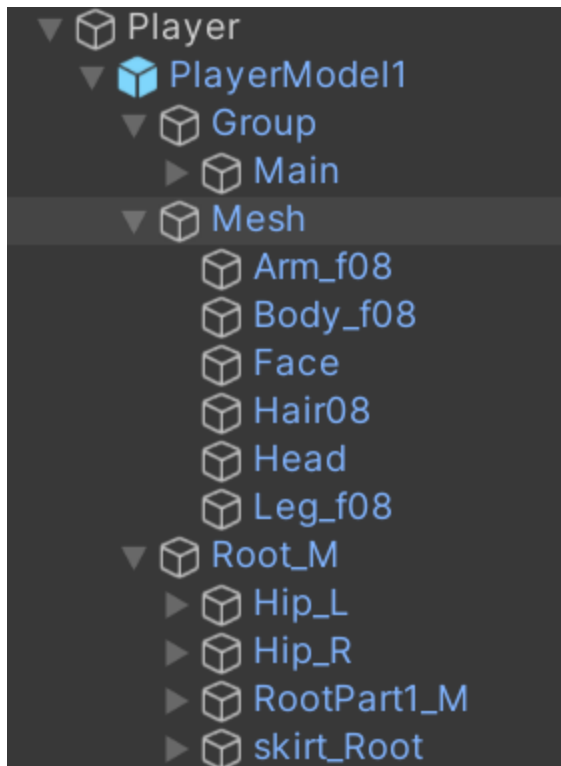 Player
PlayerModel1
Group
Main
Mesh
Arm_f08
Body_f08
Face
Hair08
Head
Leg_f08
Root_M
Hip_L
Hip_R
RootPart1_M
skirt_Root